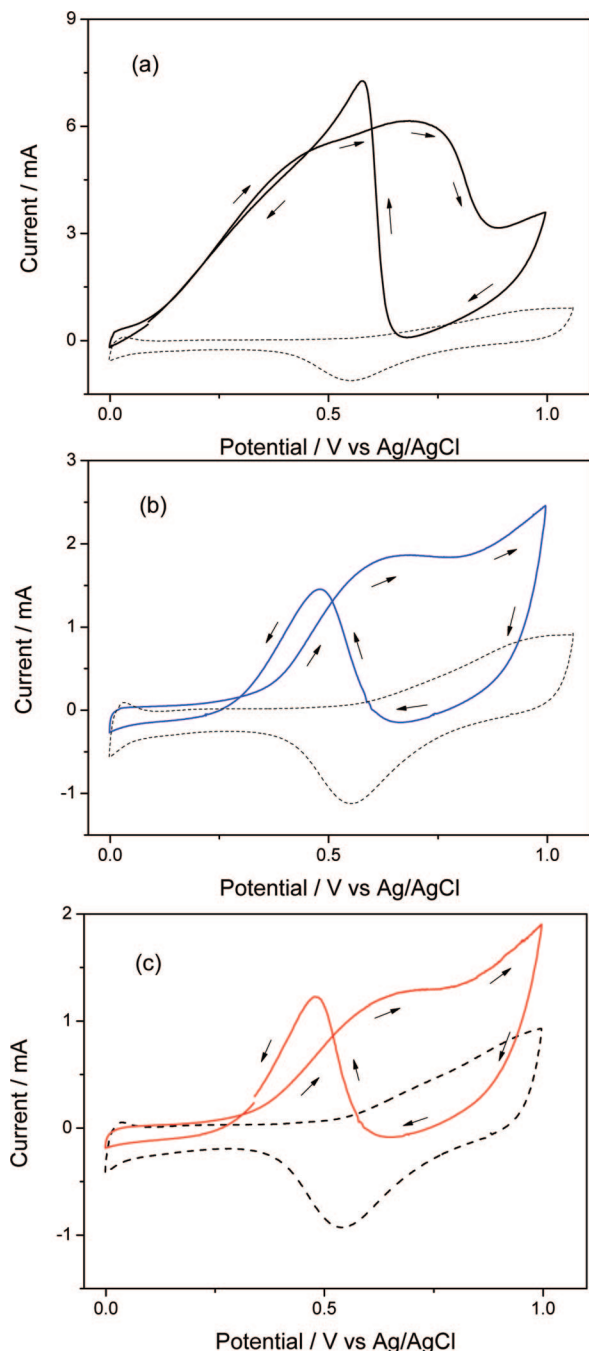 (a)
9
6
3
0
Current / mA
0.0 0.5 1.0
Potential / V vs Ag/AgCl
(b)
3
2
1
0
-1
Current / mA
0.0 0.5 1.0
Potential / V vs Ag/AgCl
(c)
2
1
0
-1
Current / mA
0.0 0.5 1.0
Potential / V vs Ag/AgCl